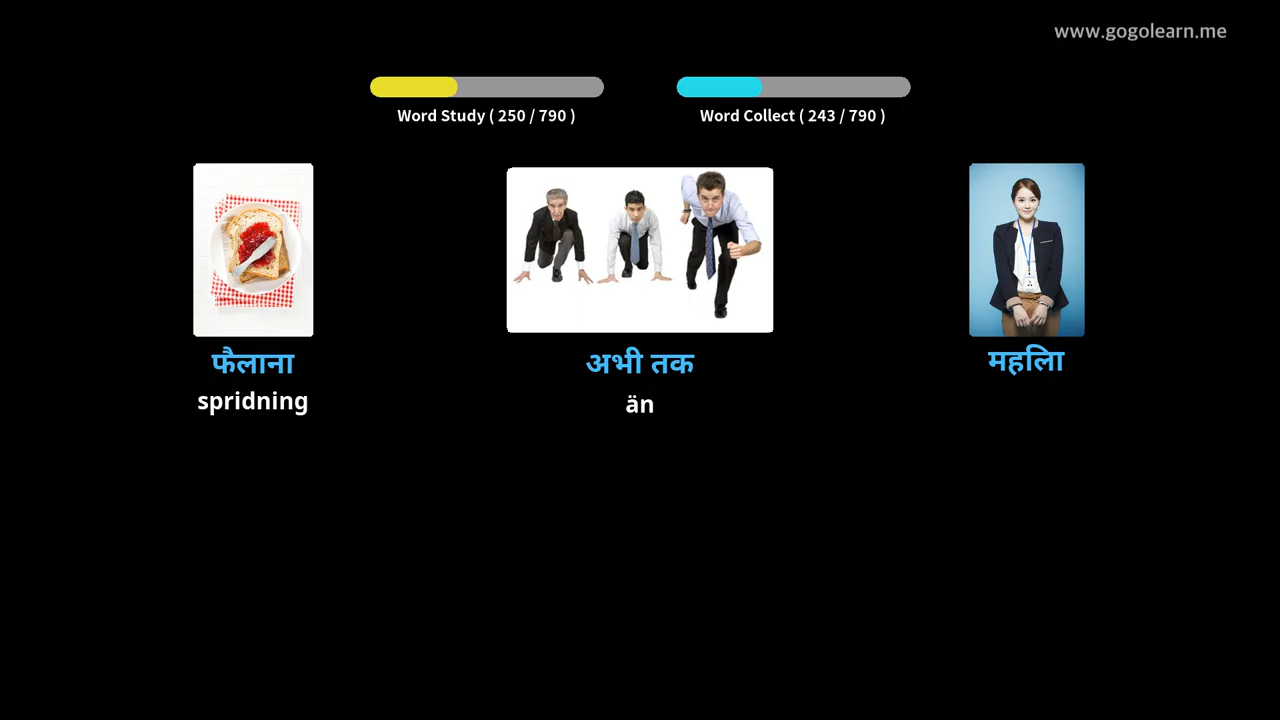 www.gogolearn.me
Word Study ( 250 / 790 )
Word Collect ( 243 / 790 )
फैलाना
अभी तक
महिला
spridning
än